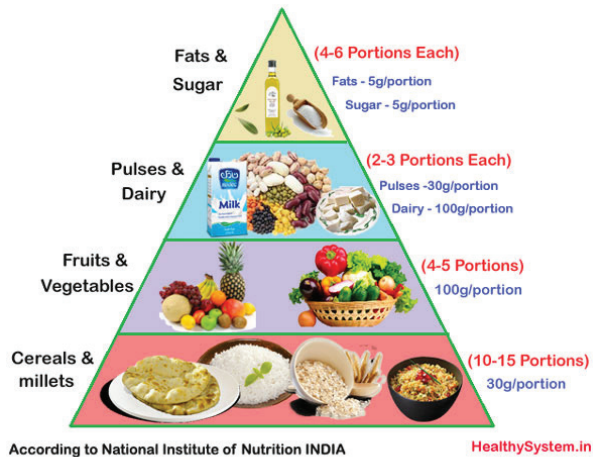 Fats &
Sugar
(4-6 Portions Each)
Fats - 5g/portion
Sugar - 5g/portion
Pulses &
Dairy
(2-3 Portions Each)
Pulses -30g/portion
Dairy - 100g/portion
Milk
Fruits &
Vegetables
(4-5 Portions)
100g/portion
Cereals &
millets
(10-15 Portions)
30g/portion
According to National Institute of Nutrition INDIA
HealthySystem.in